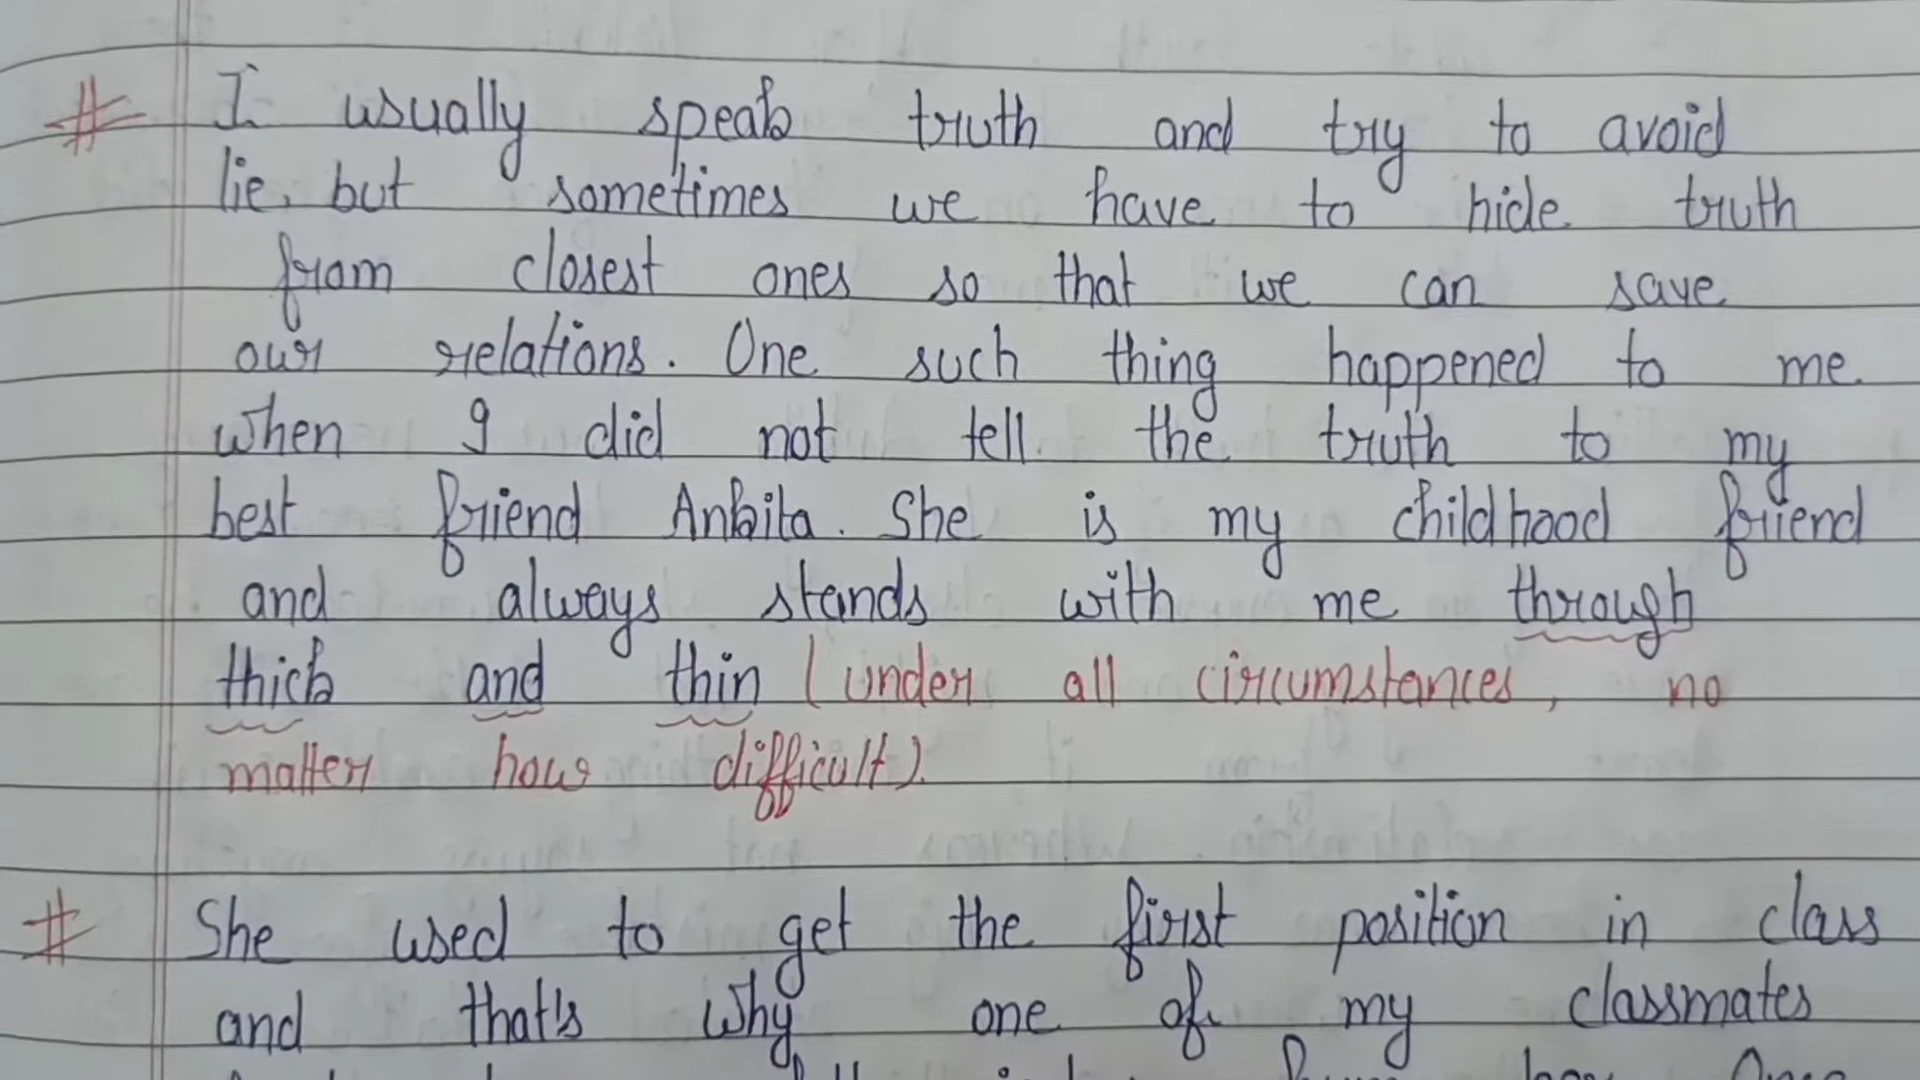 # I usually speak truth and try to avoid
lie, but sometimes we have to hide truth
from closest ones so that we can save
our relations. One such thing happened to me
when I did not tell the truth to my
best friend Ankita. She is my childhood friend
and always stands with me through
thick and thin (under all circumstances, no
matter how difficult).
# She used to get the first position in class
and that's why one of my classmates